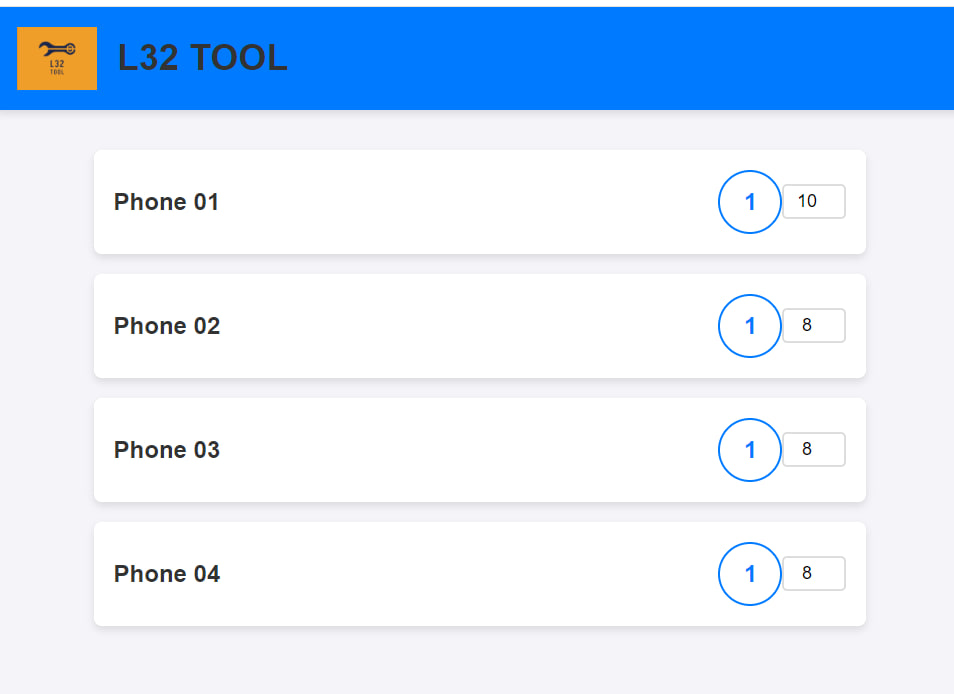 L32
TOOL
L32 TOOL
Phone 01 1 10
Phone 02 1 8
Phone 03 1 8
Phone 04 1 8